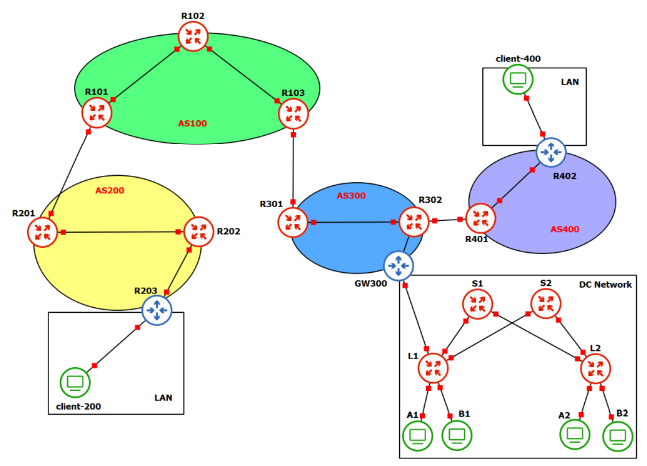 R102
client-400
LAN
R101
R103
AS100
R402
AS200
AS300
R201
R202
R301
R302
R401
AS400
R203
GW300
S1
S2
DC Network
L1
L2
client-200
LAN
A1
B1
A2
B2